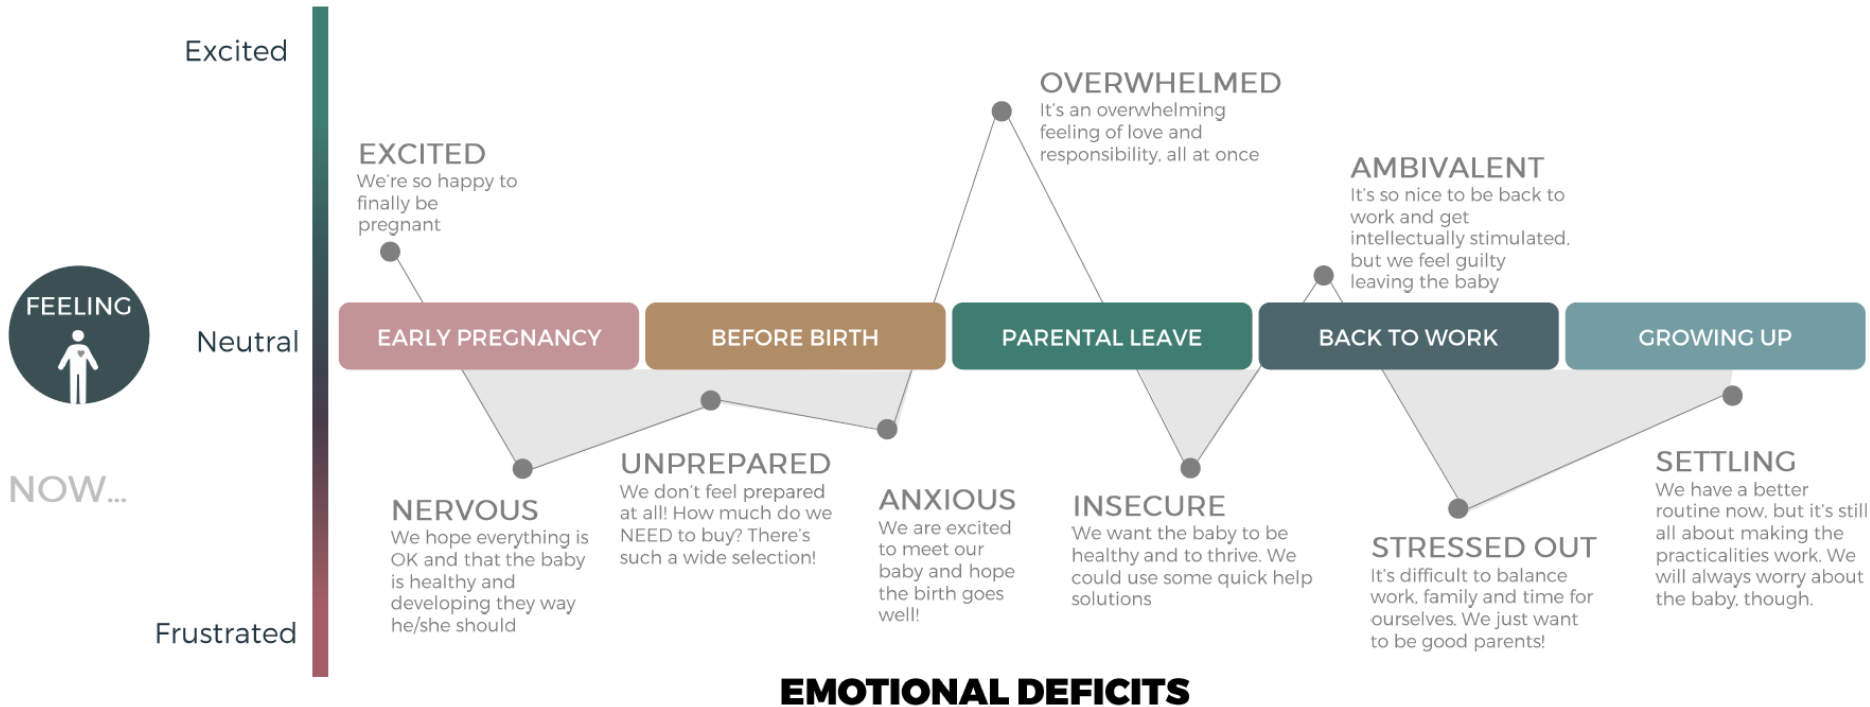 Excited
EXCITED
We're so happy to
finally be
pregnant
OVERWHELMED
It's an overwhelming
feeling of love and
responsibility, all at once
AMBIVALENT
It's so nice to be back to
work and get
intellectually stimulated,
but we feel guilty
leaving the baby
FEELING
Neutral
EARLY PREGNANCY
BEFORE BIRTH
PARENTAL LEAVE
BACK TO WORK
GROWING UP
NOW...
NERVOUS
We hope everything is
OK and that the baby
is healthy and
developing they way
he/she should
UNPREPARED
We don't feel prepared
at all! How much do we
NEED to buy? There's
such a wide selection!
ANXIOUS
We are excited
to meet our
baby and hope
the birth goes
well!
INSECURE
We want the baby to be
healthy and to thrive. We
could use some quick help
solutions
STRESSED OUT
It's difficult to balance
work, family and time for
ourselves. We just want
to be good parents!
SETTLING
We have a better
routine now, but it's still
all about making the
practicalities work. We
will always worry about
the baby, though.
Frustrated
EMOTIONAL DEFICITS